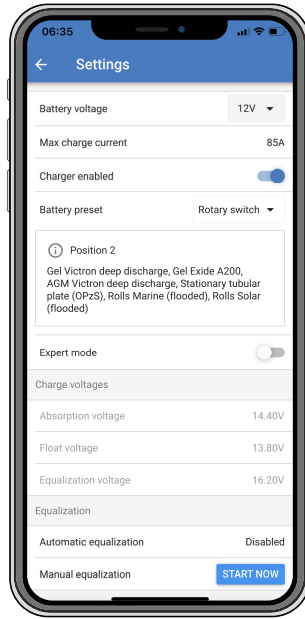 06:35
Settings
Battery voltage 12V
Max charge current 85A
Charger enabled
Battery preset Rotary switch
Position 2
Gel Victron deep discharge, Gel Exide A200,
AGM Victron deep discharge, Stationary tubular
plate (OPzS), Rolls Marine (flooded), Rolls Solar
(flooded)
Expert mode
Charge voltages
Absorption voltage 14.40V
Float voltage 13.80V
Equalization voltage 16.20V
Equalization
Automatic equalization Disabled
Manual equalization START NOW